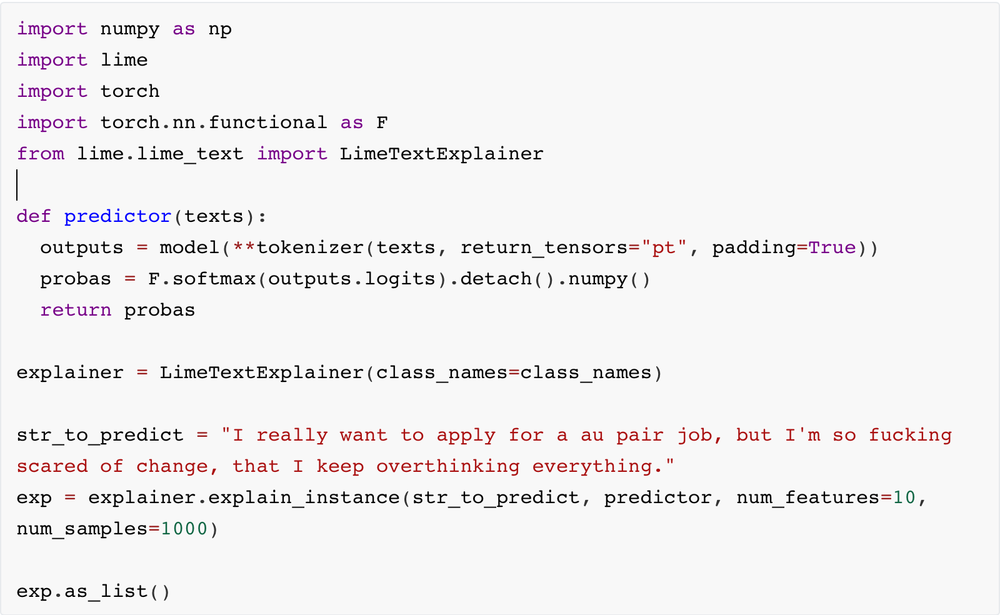 import numpy as np
import lime
import torch
import torch.nn.functional as F
from lime.lime_text import LimeTextExplainer
def predictor(texts):
  outputs = model(**tokenizer(texts, return_tensors="pt", padding=True))
  probas = F.softmax(outputs.logits).detach().numpy()
  return probas
explainer = LimeTextExplainer(class_names=class_names)
str_to_predict = "I really want to apply for a au pair job, but I'm so fucking
scared of change, that I keep overthinking everything."
exp = explainer.explain_instance(str_to_predict, predictor, num_features=10,
num_samples=1000)
exp.as_list()